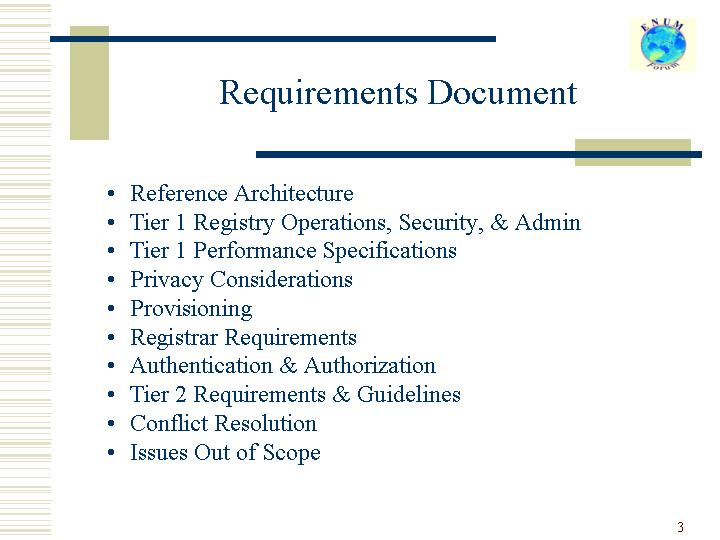 ENUM
Forum
Requirements Document
• Reference Architecture
• Tier 1 Registry Operations, Security, & Admin
• Tier 1 Performance Specifications
• Privacy Considerations
• Provisioning
• Registrar Requirements
• Authentication & Authorization
• Tier 2 Requirements & Guidelines
• Conflict Resolution
• Issues Out of Scope
3